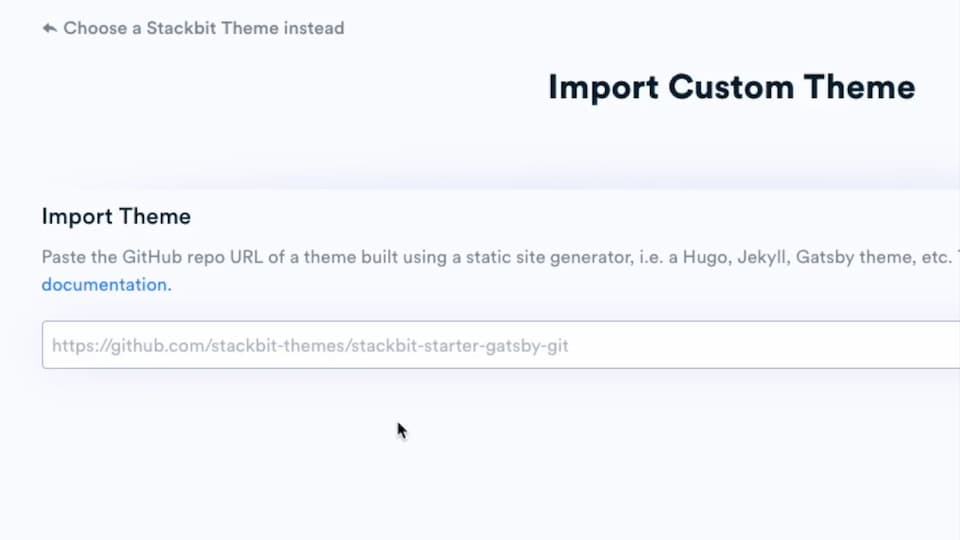 Choose a Stackbit Theme instead
Import Custom Theme
Import Theme
Paste the GitHub repo URL of a theme built using a static site generator, i.e. a Hugo, Jekyll, Gatsby theme, etc.
documentation.
https://github.com/stackbit-themes/stackbit-starter-gatsby-git